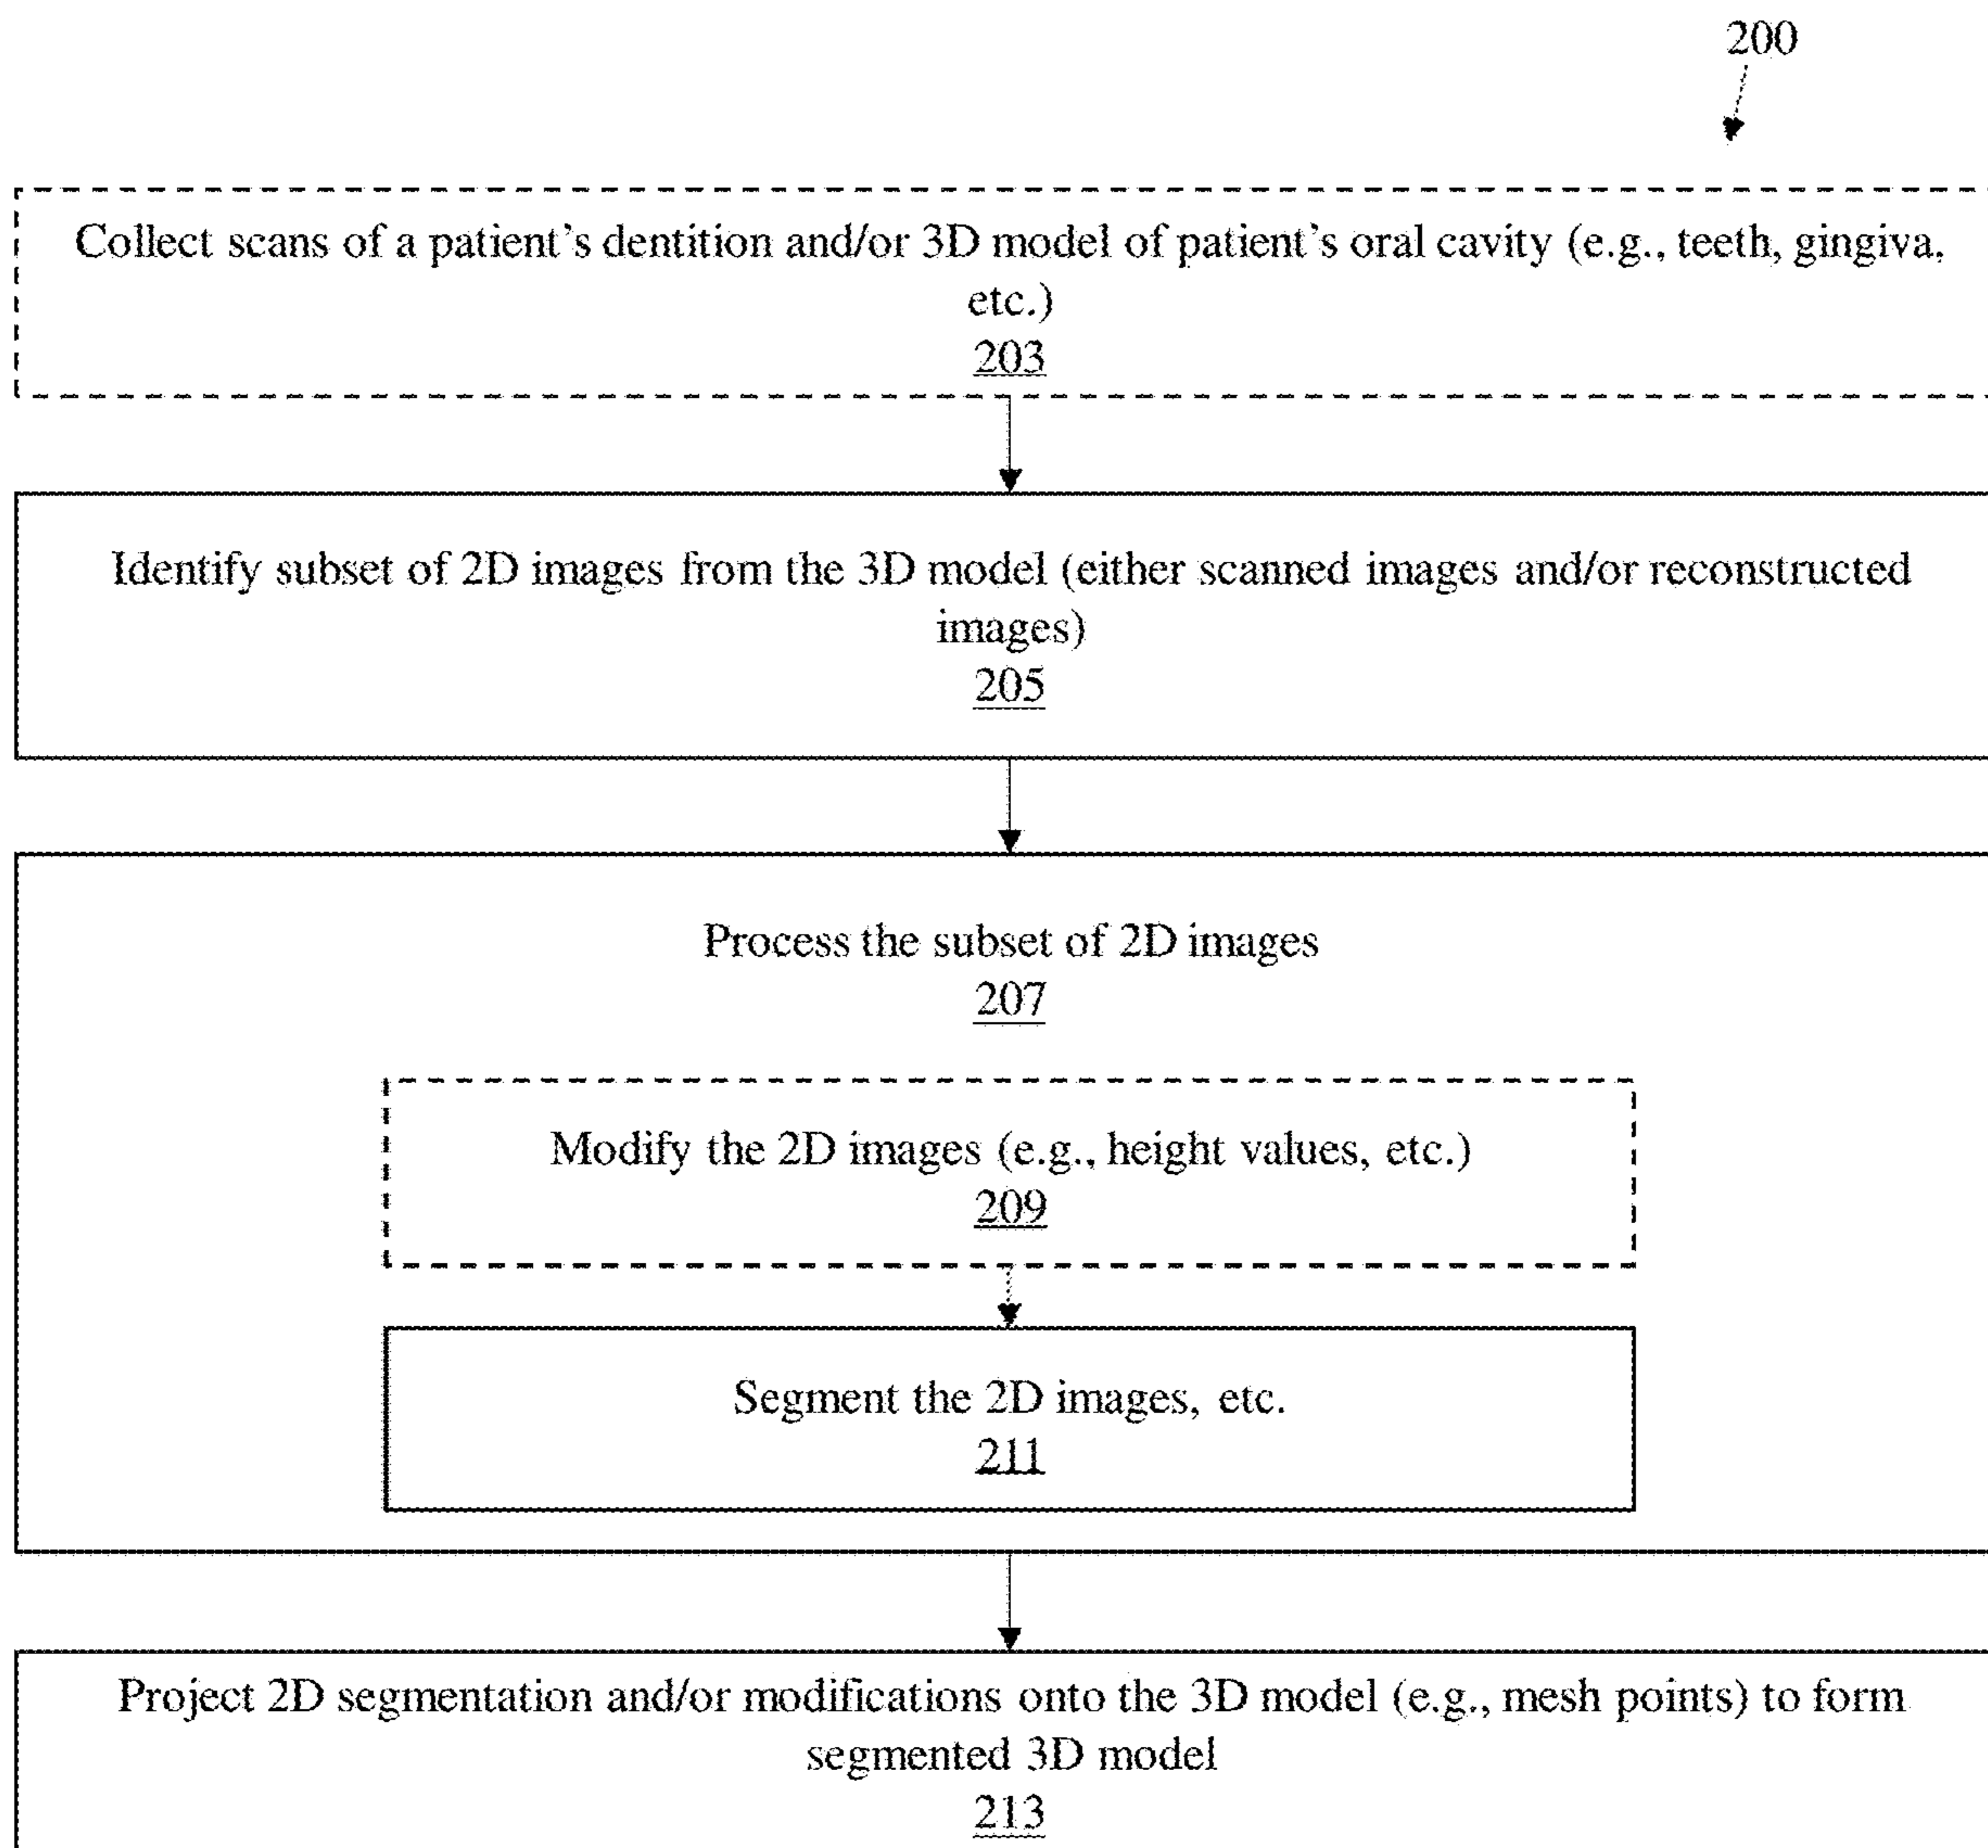 200
Collect scans of a patient's dentition and/or 3D model of patient's oral cavity (e.g., teeth, gingiva,
etc.)
203
Identify subset of 2D images from the 3D model (either scanned images and/or reconstructed
images)
205
Process the subset of 2D images
207
Modify the 2D images (e.g., height values, etc.)
209
Segment the 2D images, etc.
211
Project 2D segmentation and/or modifications onto the 3D model (e.g., mesh points) to form
segmented 3D model
213